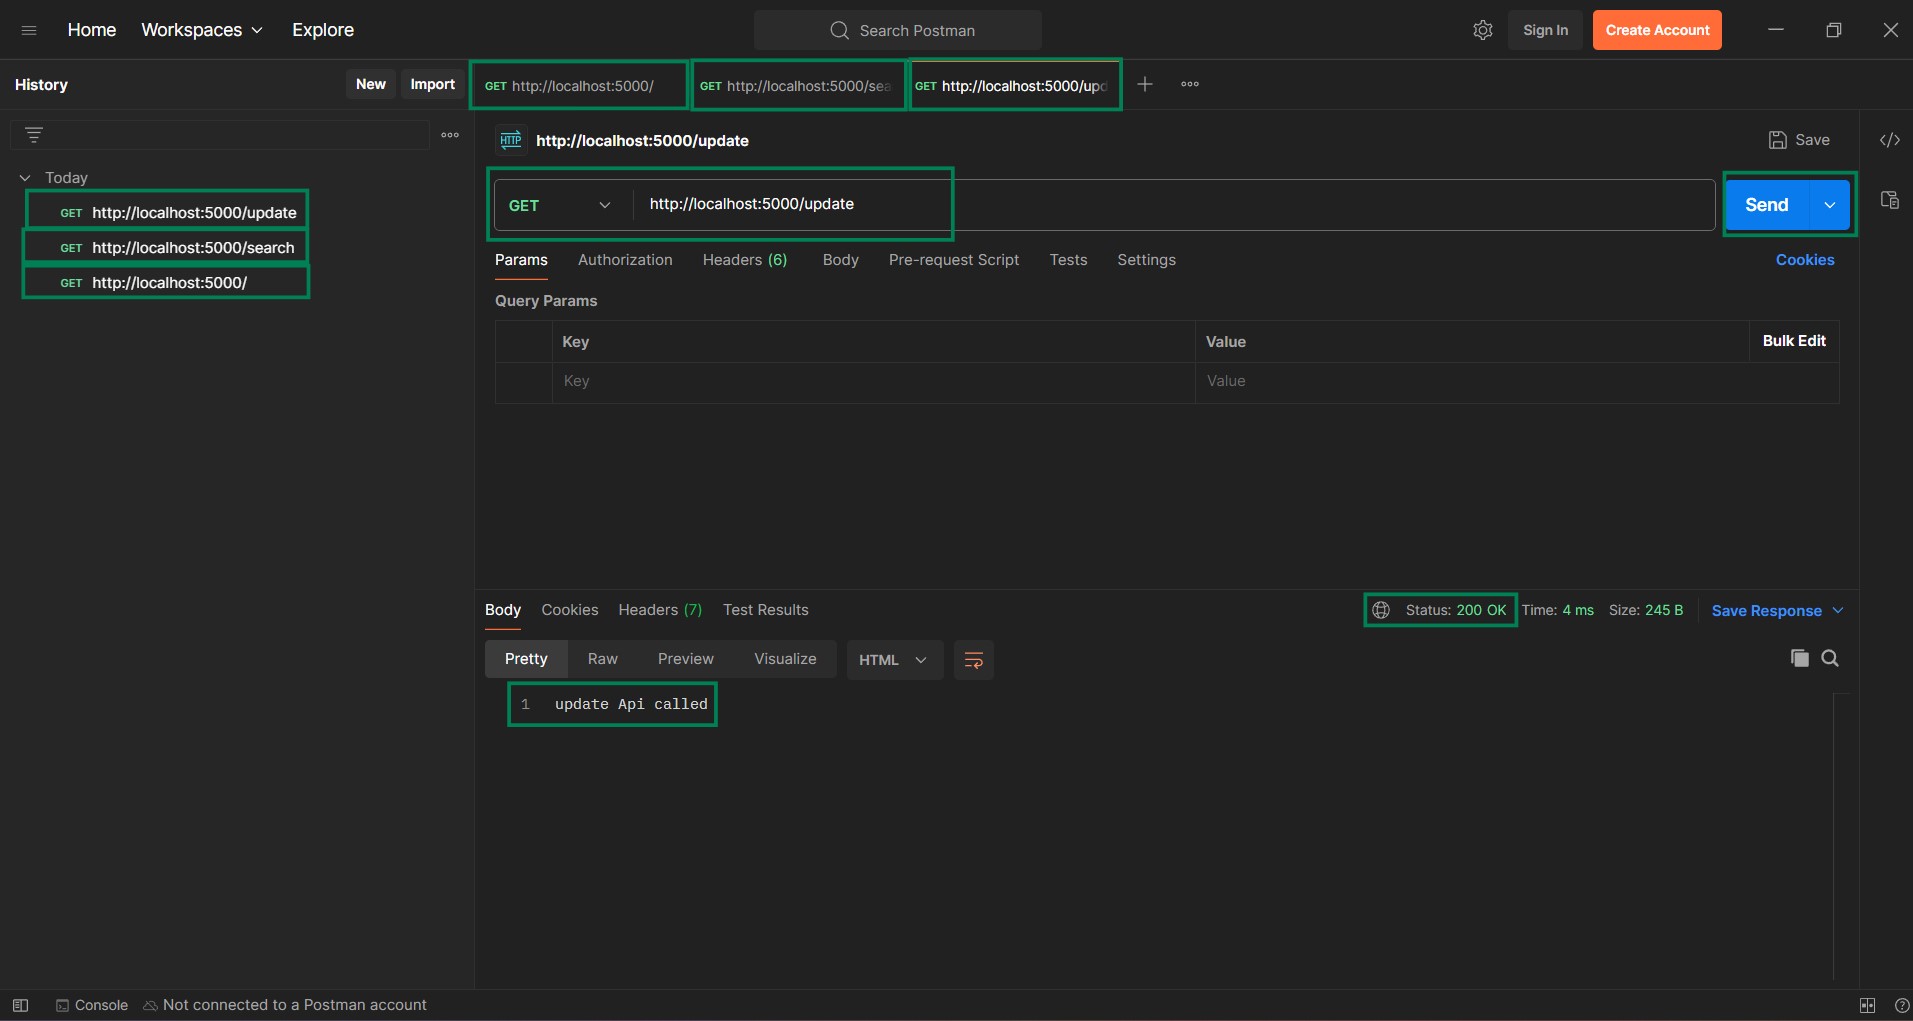 Home Workspaces Explore Search Postman Sign In Create Account
History New Import GET http://localhost:5000/ GET http://localhost:5000/sea GET http://localhost:5000/upd
HTTP http://localhost:5000/update Save
Today
GET http://localhost:5000/update
GET http://localhost:5000/search
GET http://localhost:5000/
GET http://localhost:5000/update Send
Params Authorization Headers (6) Body Pre-request Script Tests Settings Cookies
Query Params
Key Value Bulk Edit
Key Value
Body Cookies Headers (7) Test Results Status: 200 OK Time: 4 ms Size: 245 B Save Response
Pretty Raw Preview Visualize HTML
1 update Api called
Console Not connected to a Postman account